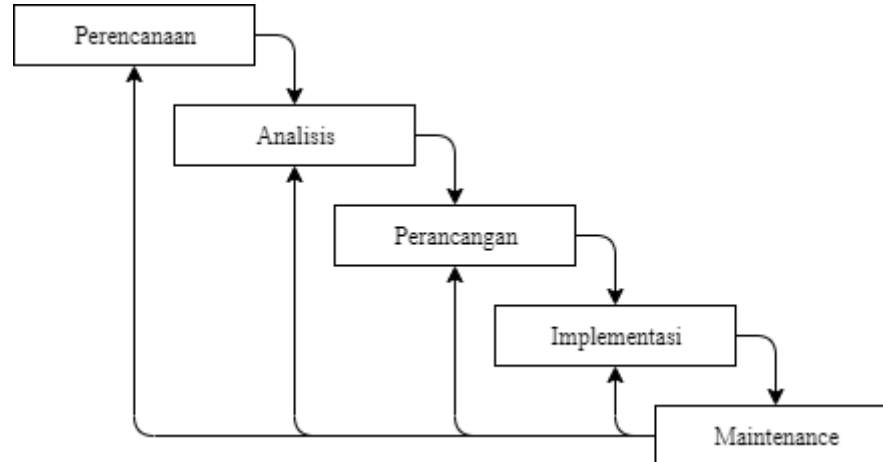 Perencanaan
Analisis
Perancangan
Implementasi
Maintenance